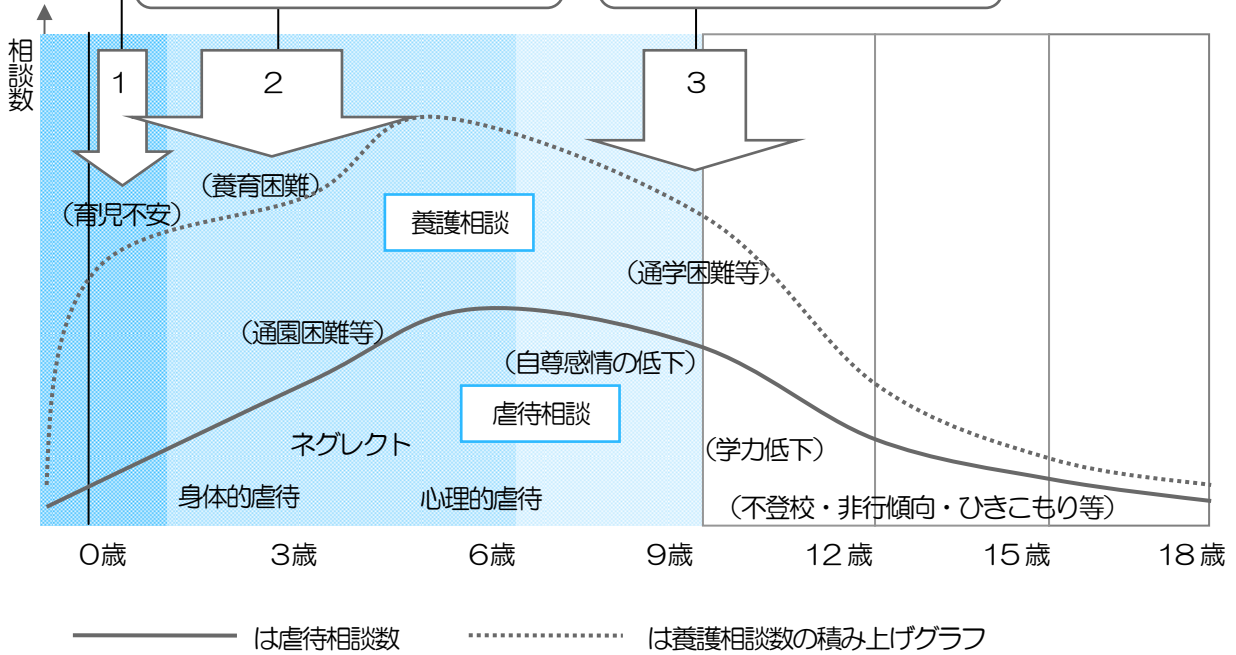 相談数
1
2
3
（養育困難）
（育児不安）
養護相談
（通学困難等）
（通園困難等）
（自尊感情の低下）
虐待相談
ネグレクト
（学力低下）
身体的虐待
心理的虐待
（不登校・非行傾向・ひきこもり等）
0歳 3歳 6歳 9歳 12歳 15歳 18歳
は虐待相談数 は養護相談数の積み上げグラフ